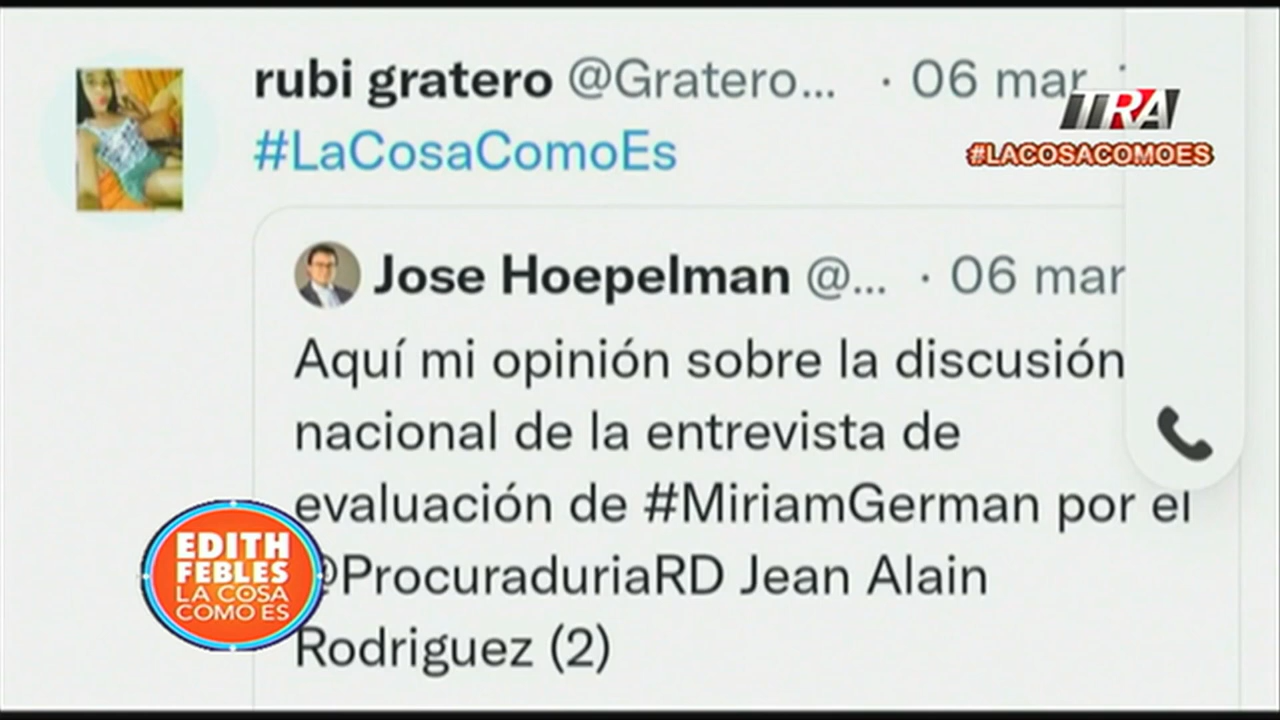 rubi gratero @Gratero... · 06 mar
TRA
#LaCosaComoEs
#LACOSACOMOES
Jose Hoepelman @... · 06 mar
Aquí mi opinión sobre la discusión
nacional de la entrevista de
evaluación de #MiriamGerman por el
@ProcuraduriaRD Jean Alain
Rodriguez (2)
EDITH
FEBLES
LA COSA
COMO ES